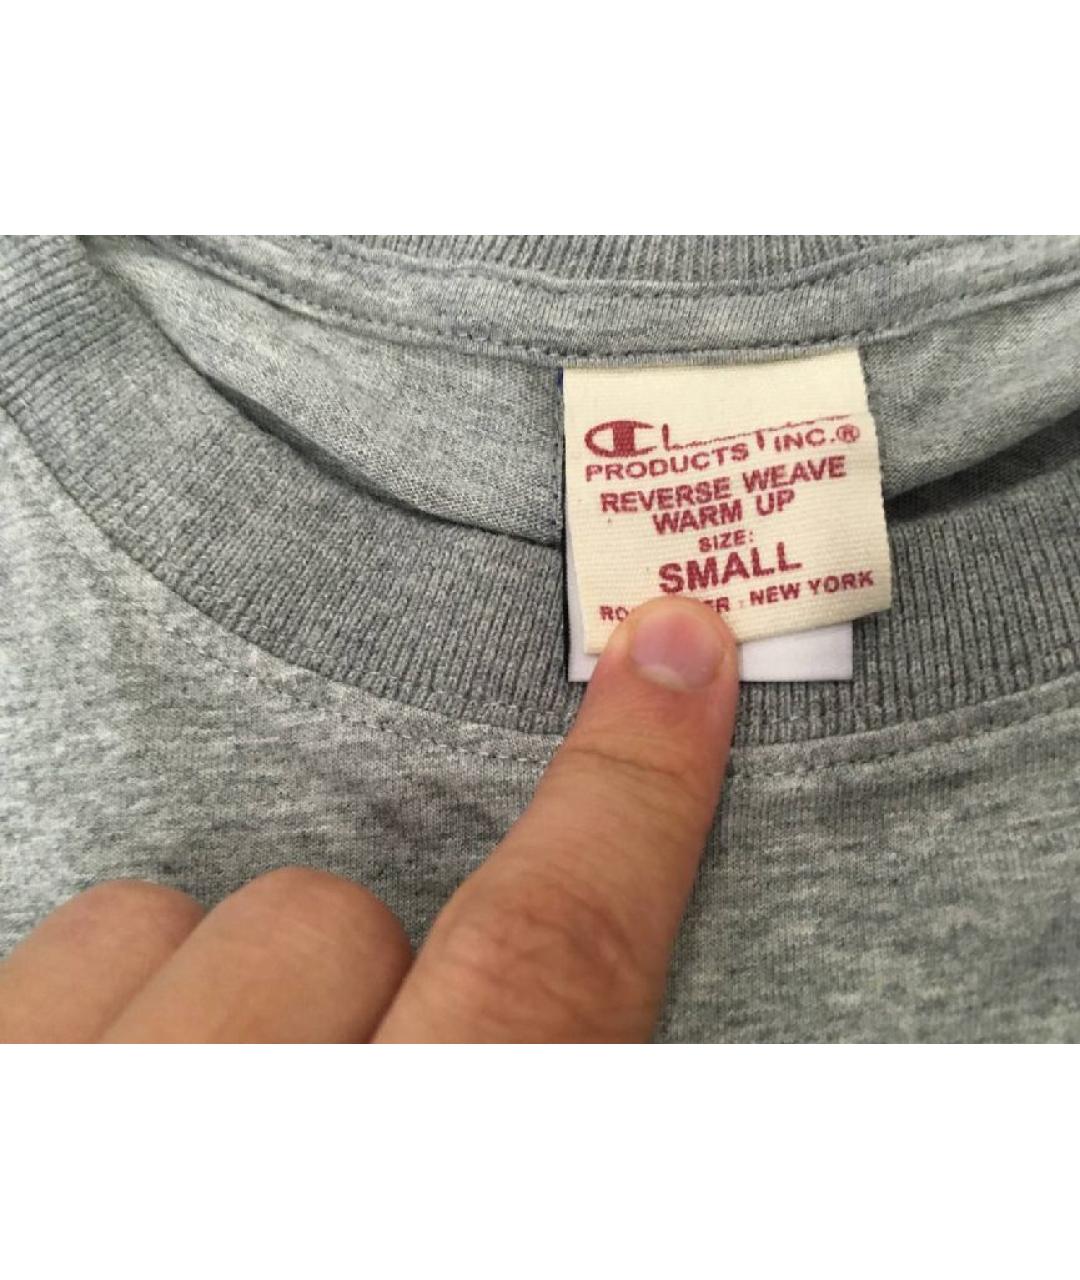 INC.®
PRODUCTS
REVERSE WEAVE
WARM UP
SIZE:
SMALL
NEW YORK